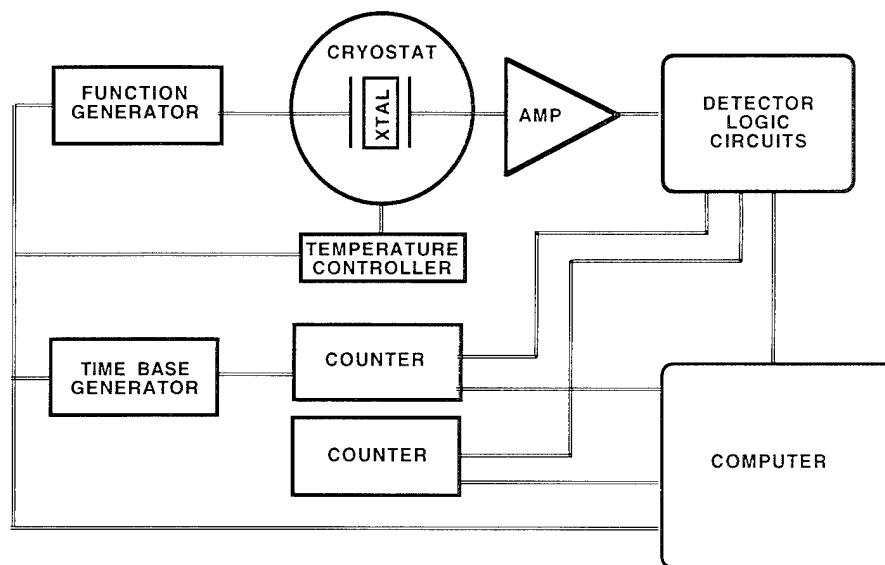 CRYOSTAT
FUNCTION
GENERATOR
XTAL
AMP
DETECTOR
LOGIC
CIRCUITS
TEMPERATURE
CONTROLLER
TIME BASE
GENERATOR
COUNTER
COUNTER
COMPUTER